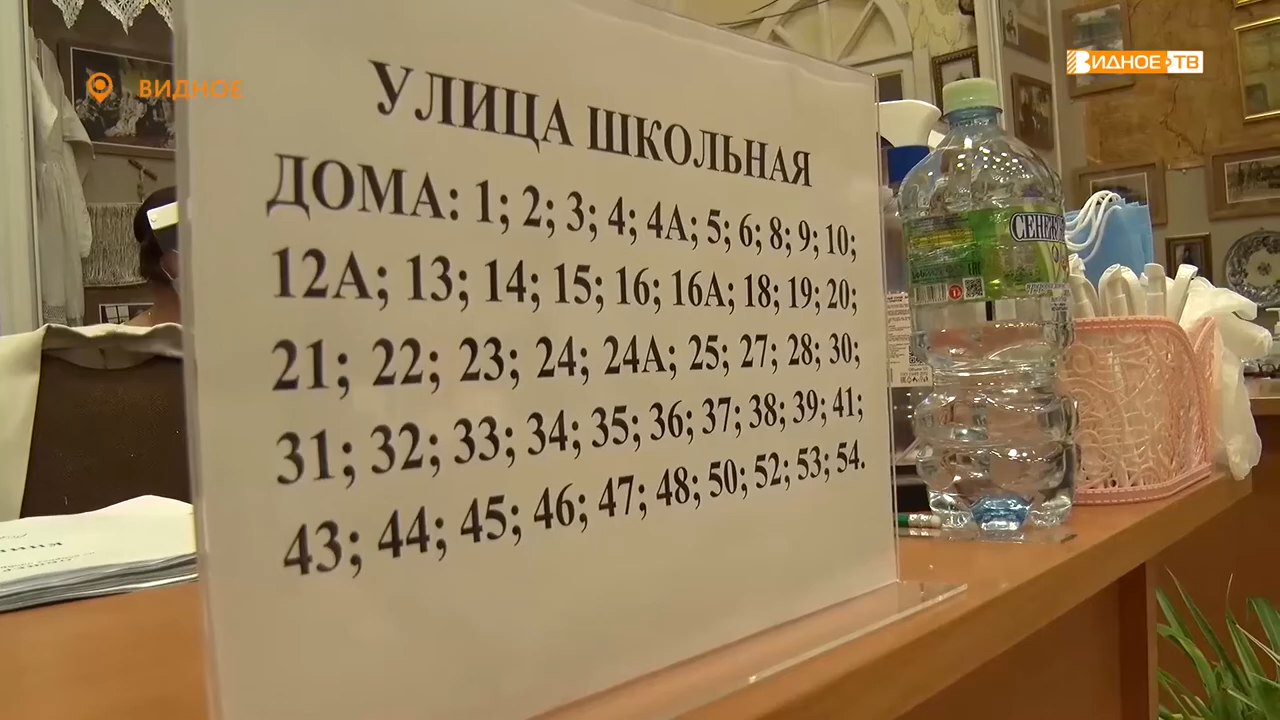 ВИДНОЕ
ВИДНОЕ ТВ
УЛИЦА ШКОЛЬНАЯ
ДОМА: 1; 2; 3; 4; 4А; 5; 6; 8; 9; 10;
12А; 13; 14; 15; 16; 16А; 18; 19; 20;
21; 22; 23; 24; 24А; 25; 27; 28; 30;
31; 32; 33; 34; 35; 36; 37; 38; 39; 41;
43; 44; 45; 46; 47; 48; 50; 52; 53; 54.